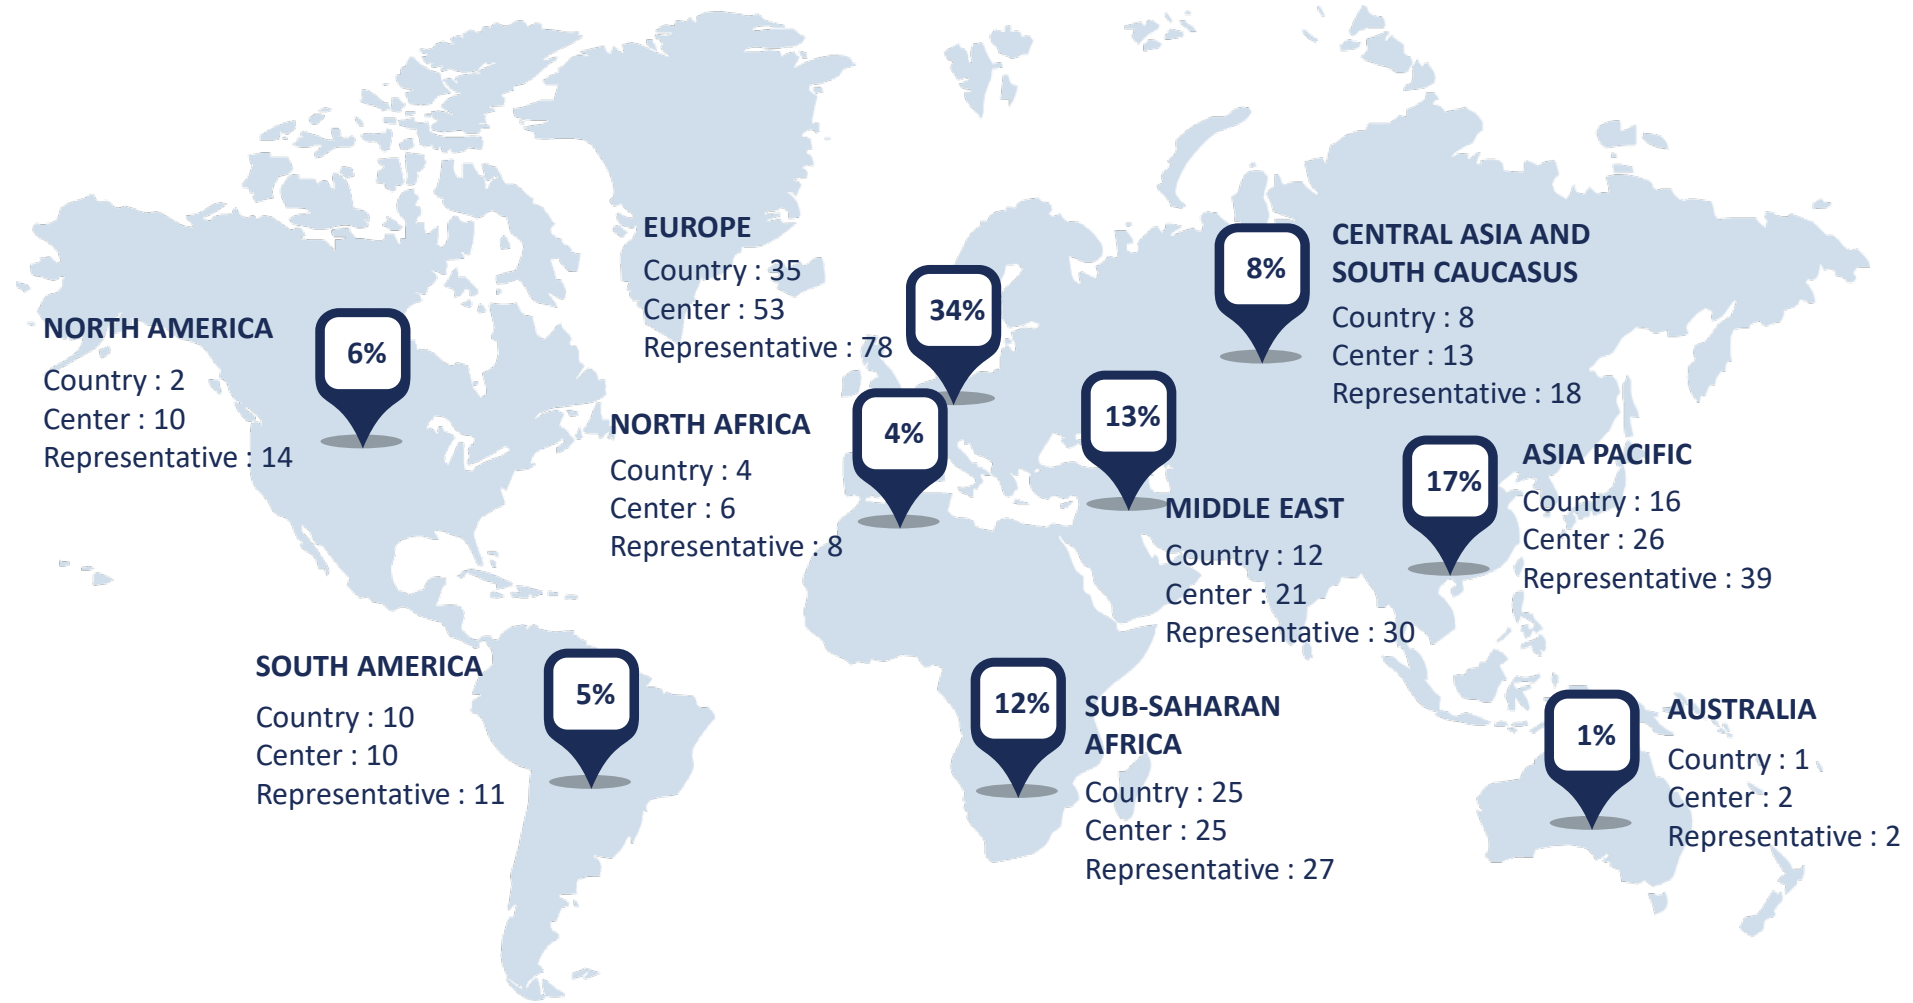 EUROPE
Country : 35
Center : 53
Representative : 78
34%
CENTRAL ASIA AND
SOUTH CAUCASUS
Country : 8
Center : 13
Representative : 18
8%
NORTH AMERICA
Country : 2
Center : 10
Representative : 14
6%
NORTH AFRICA
Country : 4
Center : 6
Representative : 8
4%
13%
MIDDLE EAST
Country : 12
Center : 21
Representative : 30
17%
ASIA PACIFIC
Country : 16
Center : 26
Representative : 39
SOUTH AMERICA
Country : 10
Center : 10
Representative : 11
5%
12%
SUB-SAHARAN
AFRICA
Country : 25
Center : 25
Representative : 27
1%
AUSTRALIA
Country : 1
Center : 2
Representative : 2